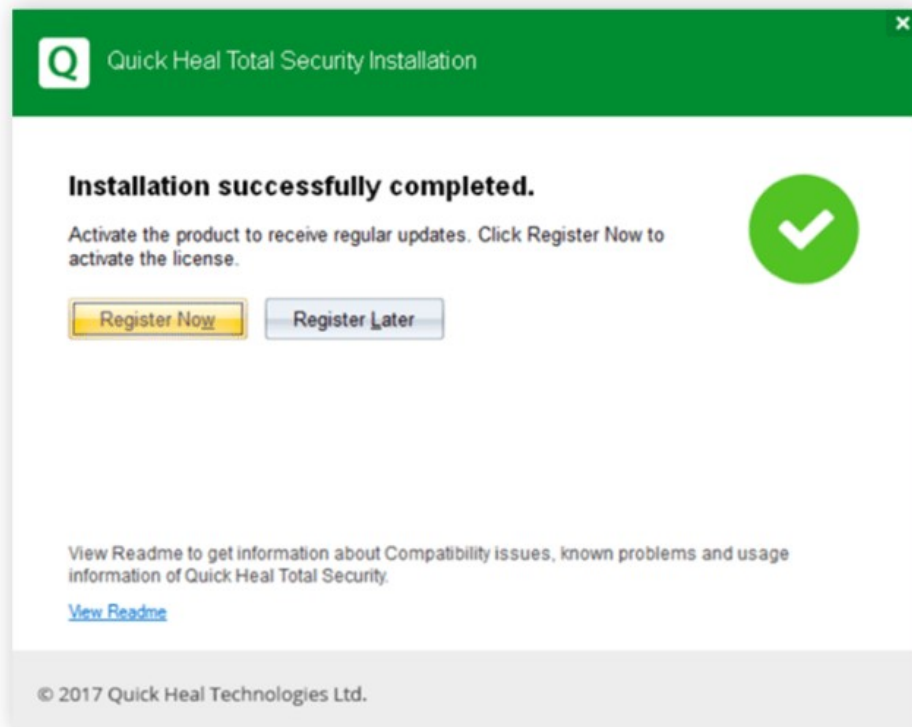 Q Quick Heal Total Security Installation
Installation successfully completed.
Activate the product to receive regular updates. Click Register Now to
activate the license.
Register Now Register Later
View Readme to get information about Compatibility issues, known problems and usage
information of Quick Heal Total Security.
View Readme
© 2017 Quick Heal Technologies Ltd.